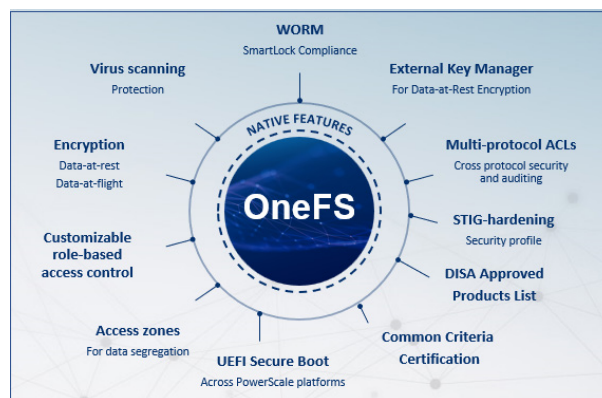 WORM
SmartLock Compliance
Virus scanning
Protection
External Key Manager
For Data-at-Rest Encryption
NATIVE FEATURES
Encryption
Data-at-rest
Data-at-flight
Multi-protocol ACLs
Cross protocol security
and auditing
OneFS
STIG-hardening
Security profile
Customizable
role-based
access control
DISA Approved
Products List
Access zones
For data segregation
Common Criteria
Certification
UEFI Secure Boot
Across PowerScale platforms